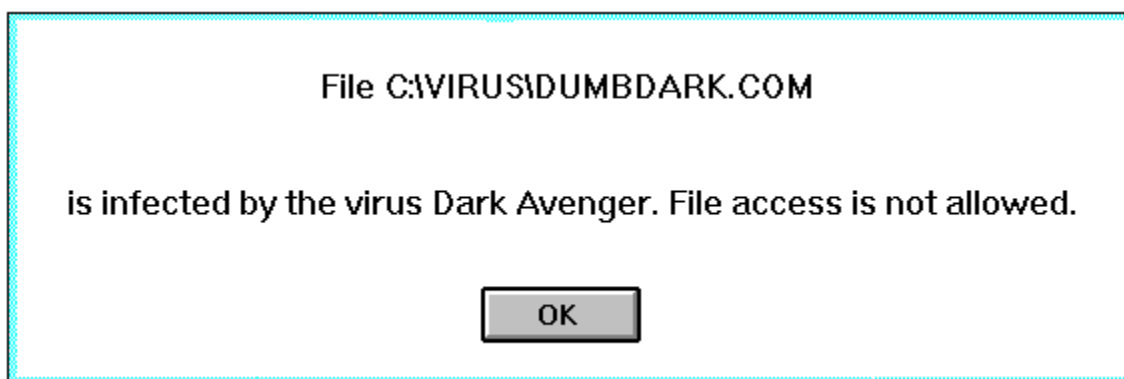 File C:\VIRUS\DUMBDARK.COM
is infected by the virus Dark Avenger. File access is not allowed.
OK